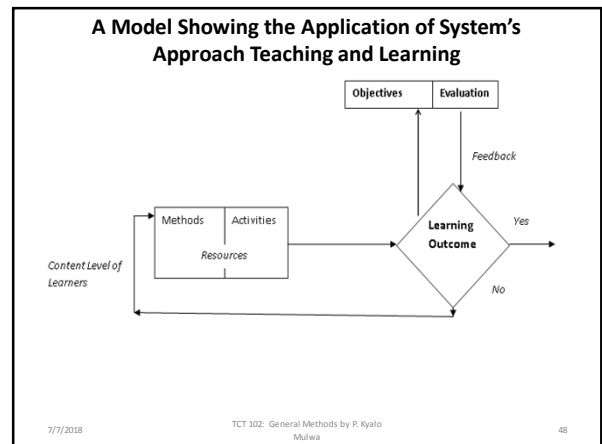 A Model Showing the Application of System's
Approach Teaching and Learning
Objectives
Evaluation
Feedback
Methods
Activities
Resources
Learning
Outcome
Yes
Content Level of
Learners
No
7/7/2018
TCT 102: General Methods by P. Kyalo
Mulwa
48